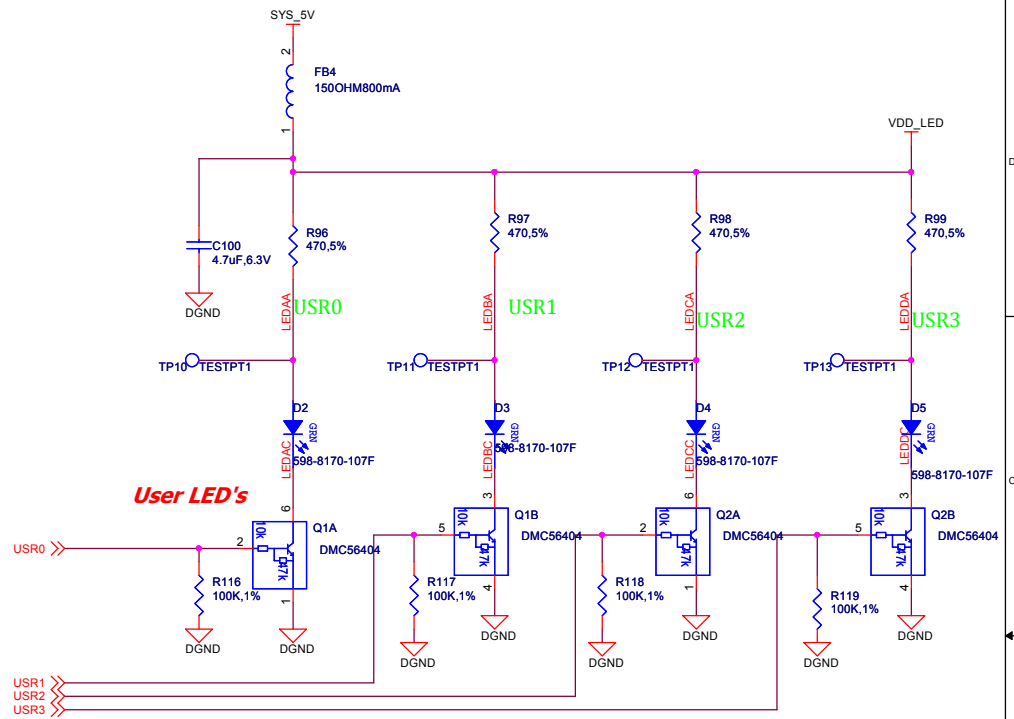 SYS_5V
2
FB4
150OHM800mA
1
VDD_LED
D
R96
470,5%
R97
470,5%
R98
470,5%
R99
470,5%
C100
4.7uF,6.3V
DGND
LEDAA
USR0
LEDBA
USR1
LEDCA
USR2
LEDDA
USR3
TP10
TESTPT1
TP11
TESTPT1
TP12
TESTPT1
TP13
TESTPT1
D2
GRN
LEDAC
598-8170-107F
D3
GRN
LEDBC
598-8170-107F
D4
GRN
LEDCC
598-8170-107F
D5
GRN
LEDDC
598-8170-107F
C
User LED's
6
Q1A
DMC56404
10k
47k
2
1
3
Q1B
DMC56404
10k
47k
5
4
6
Q2A
DMC56404
10k
47k
2
1
3
Q2B
DMC56404
10k
47k
5
4
USR0
R116
100K,1%
R117
100K,1%
R118
100K,1%
R119
100K,1%
DGND
DGND
DGND
DGND
DGND
DGND
DGND
DGND
USR1
USR2
USR3